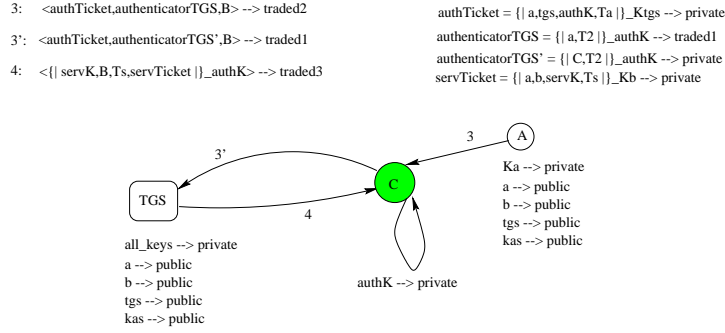 3: <authTicket,authenticatorTGS,B> --> traded2
3': <authTicket,authenticatorTGS',B> --> traded1
4: <{| servK,B,Ts,servTicket |}_authK> --> traded3
authTicket = {| a,tgs,authK,Ta |}_Ktgs --> private
authenticatorTGS = {| a,T2 |}_authK --> traded1
authenticatorTGS' = {| C,T2 |}_authK --> private
servTicket = {| a,b,servK,Ts |}_Kb --> private
3
A
3'
C
Ka --> private
a --> public
b --> public
tgs --> public
kas --> public
TGS
4
all_keys --> private
a --> public
b --> public
tgs --> public
kas --> public
authK --> private